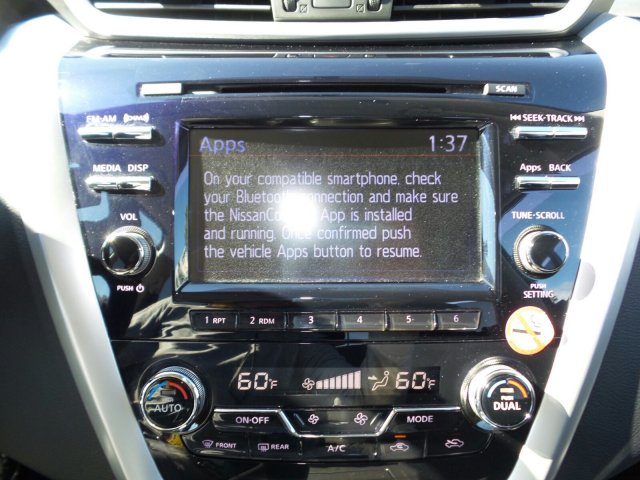 SCAN
FM·AM
SEEK·TRACK
MEDIA DISP
Apps BACK
Apps 1:37
On your compatible smartphone, check
your Bluetooth connection and make sure
the NissanCo App is installed
and running. Once confirmed push
the vehicle Apps button to resume.
VOL
PUSH
TUNE·SCROLL
PUSH
SETTING
1 RPT 2 RDM 3 4 5 6
60°F 60°F
AUTO
PUSH
DUAL
ON·OFF MODE
FRONT REAR A/C